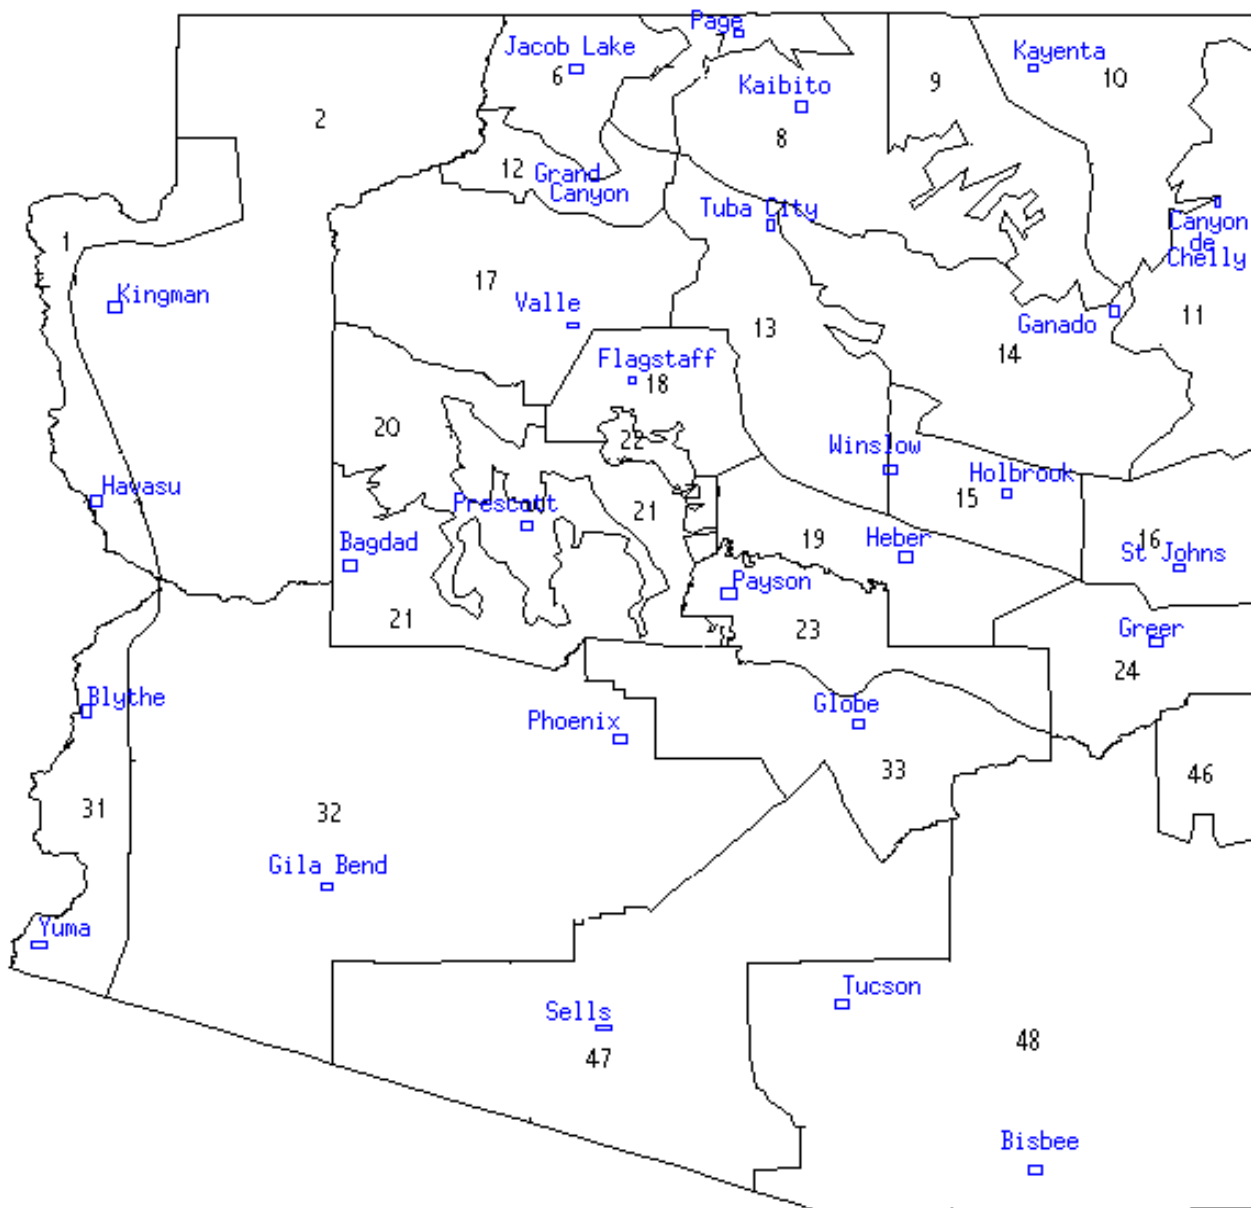 Page
Jacob Lake
6
Kayenta
10
9
Kaibito
2
8
12
Grand
Canyon
Tuba City
Canyon
de
Chelly
1
17
Kingman
Valle
13
Ganado
11
14
Flagstaff
18
20
22
Winslow
Holbrook
15
Havasu
Prescott
21
19
Heber
16
St Johns
Bagdad
Payson
21
23
Greer
24
Blythe
Globe
Phoenix
33
46
31
32
Gila Bend
Yuma
Tucson
Sells
47
48
Bisbee